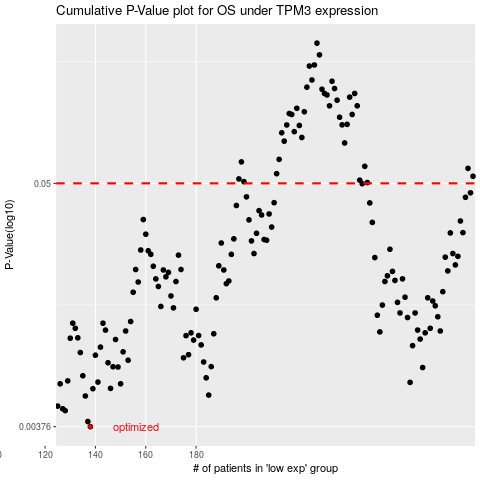 Cumulative P-Value plot for OS under TPM3 expression
P-Value(log10)
0.05
0.00376
optimized
0 120 140 160 180
# of patients in 'low exp' group